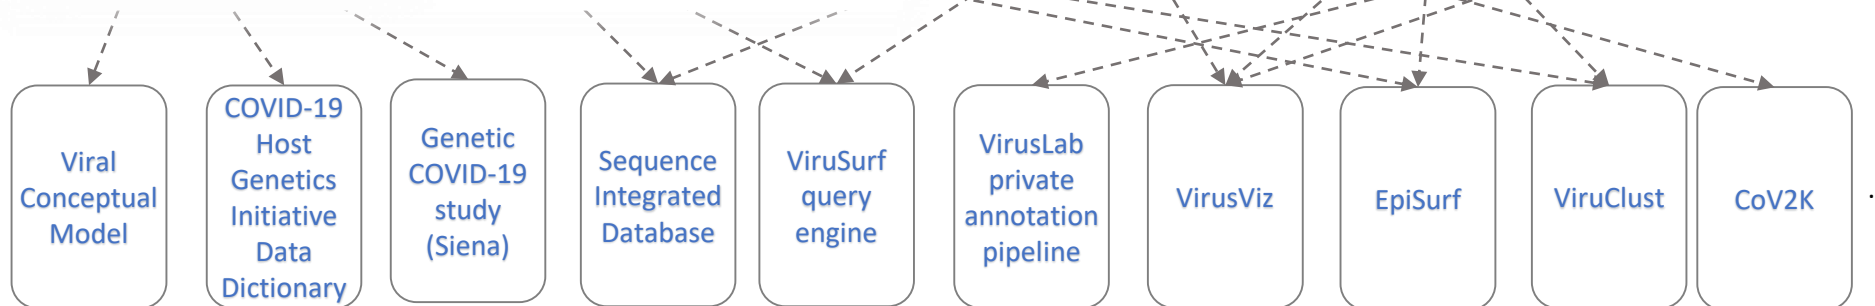 Viral
Conceptual
Model
COVID-19
Host
Genetics
Initiative
Data
Dictionary
Genetic
COVID-19
study
(Siena)
Sequence
Integrated
Database
ViruSurf
query
engine
VirusLab
private
annotation
pipeline
VirusViz
EpiSurf
ViruClust
CoV2K
.